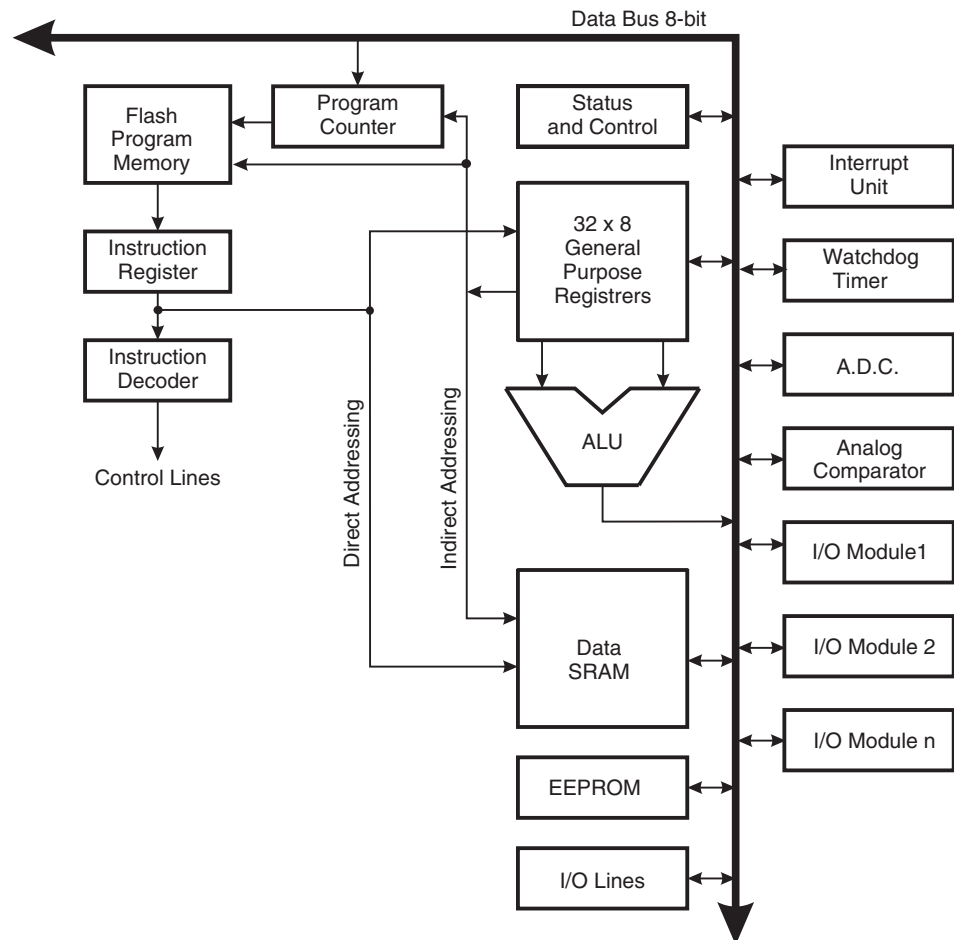 Data Bus 8-bit
Flash
Program
Memory
Program
Counter
Status
and Control
Interrupt
Unit
32 x 8
General
Purpose
Registrers
Instruction
Register
Watchdog
Timer
Instruction
Decoder
A.D.C.
Control Lines
Direct Addressing
Indirect Addressing
ALU
Analog
Comparator
I/O Module1
Data
SRAM
I/O Module 2
I/O Module n
EEPROM
I/O Lines